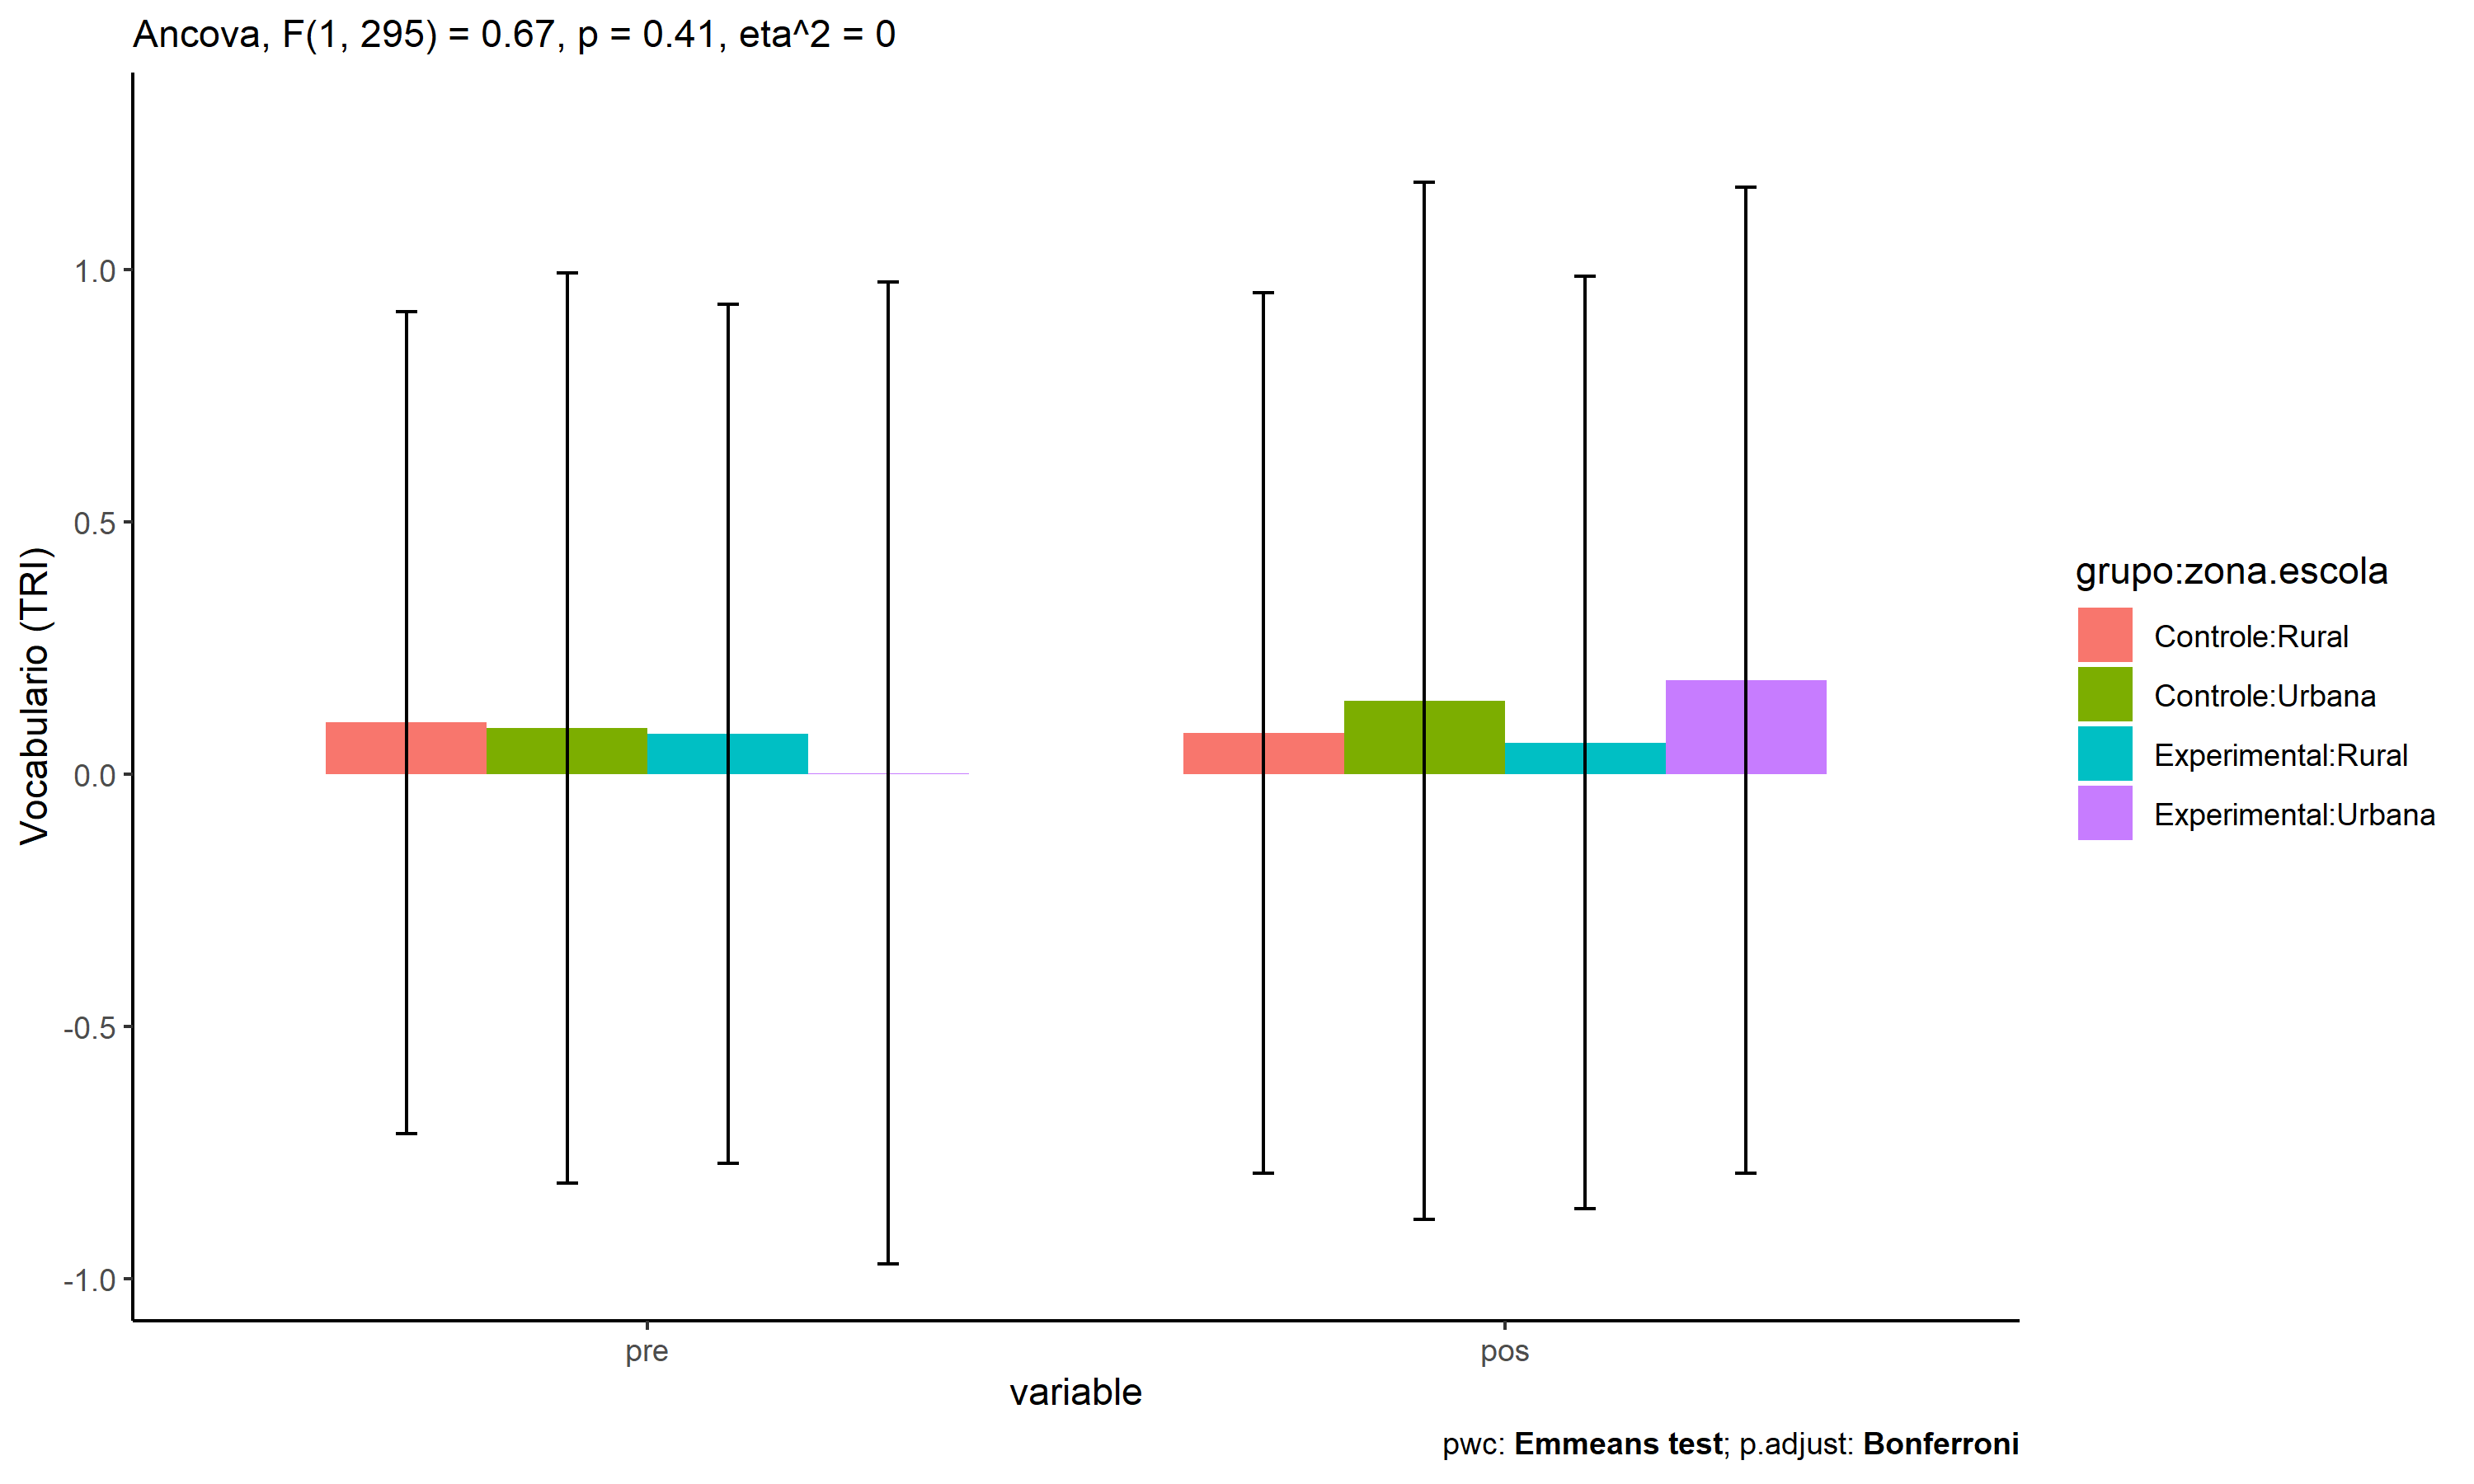 Ancova, F(1, 295) = 0.67, p = 0.41, eta^2 = 0
Vocabulario (TRI)
1.0
0.5
0.0
-0.5
-1.0
pre
pos
variable
grupo:zona.escola
Controle:Rural
Controle:Urbana
Experimental:Rural
Experimental:Urbana
pwc: Emmeans test; p.adjust: Bonferroni